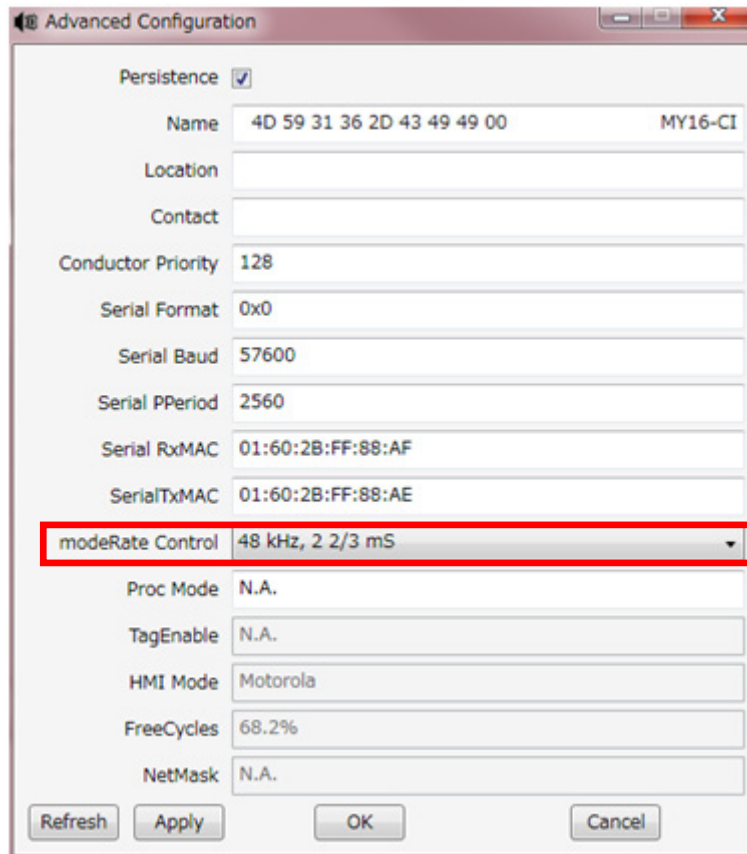 Advanced Configuration
Persistence
Name 4D 59 31 36 2D 43 49 49 00 MY16-CI
Location
Contact
Conductor Priority 128
Serial Format 0x0
Serial Baud 57600
Serial PPeriod 2560
Serial RxMAC 01:60:2B:FF:88:AF
SerialTxMAC 01:60:2B:FF:88:AE
modeRate Control 48 kHz, 2 2/3 mS
Proc Mode N.A.
TagEnable N.A.
HMI Mode Motorola
FreeCycles 68.2%
NetMask N.A.
Refresh Apply OK Cancel